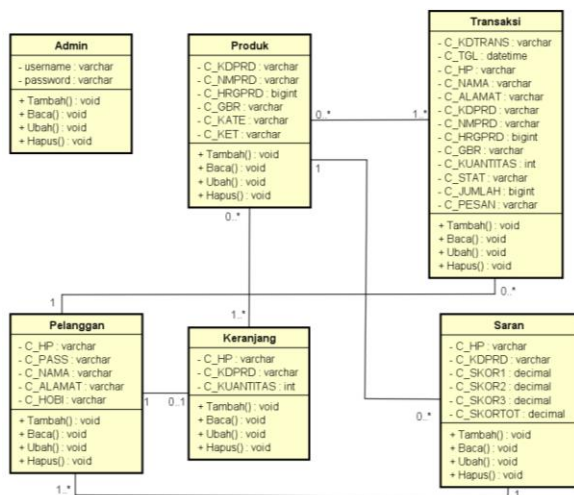 Admin
- username : varchar
- password : varchar
+ Tambah() : void
+ Baca() : void
+ Ubah() : void
+ Hapus() : void
Produk
- C_KDPRD : varchar
- C_NMPRD : varchar
- C_HRGPRD : bigint
- C_GBR : varchar
- C_KATE : varchar
- C_KET : varchar
+ Tambah() : void
+ Baca() : void
+ Ubah() : void
+ Hapus() : void
Transaksi
- C_KDTRANS : varchar
- C_TGL : datetime
- C_HP : varchar
- C_NAMA : varchar
- C_ALAMAT : varchar
- C_KDPRD : varchar
- C_NMPRD : varchar
- C_HRGPRD : bigint
- C_GBR : varchar
- C_KUANTITAS : int
- C_STAT : varchar
- C_JUMLAH : bigint
- C_PESAN : varchar
+ Tambah() : void
+ Baca() : void
+ Ubah() : void
+ Hapus() : void
0..*
1..*
1
0..*
1..*
1
0..*
Pelanggan
- C_HP : varchar
- C_PASS : varchar
- C_NAMA : varchar
- C_ALAMAT : varchar
- C_HOBI : varchar
+ Tambah() : void
+ Baca() : void
+ Ubah() : void
+ Hapus() : void
1
0..1
Keranjang
- C_HP : varchar
- C_KDPRD : varchar
- C_KUANTITAS : int
+ Tambah() : void
+ Baca() : void
+ Ubah() : void
+ Hapus() : void
0..*
Saran
- C_HP : varchar
- C_KDPRD : varchar
- C_SKOR1 : decimal
- C_SKOR2 : decimal
- C_SKOR3 : decimal
- C_SKORTOT : decimal
+ Tambah() : void
+ Baca() : void
+ Ubah() : void
+ Hapus() : void
1..*
1